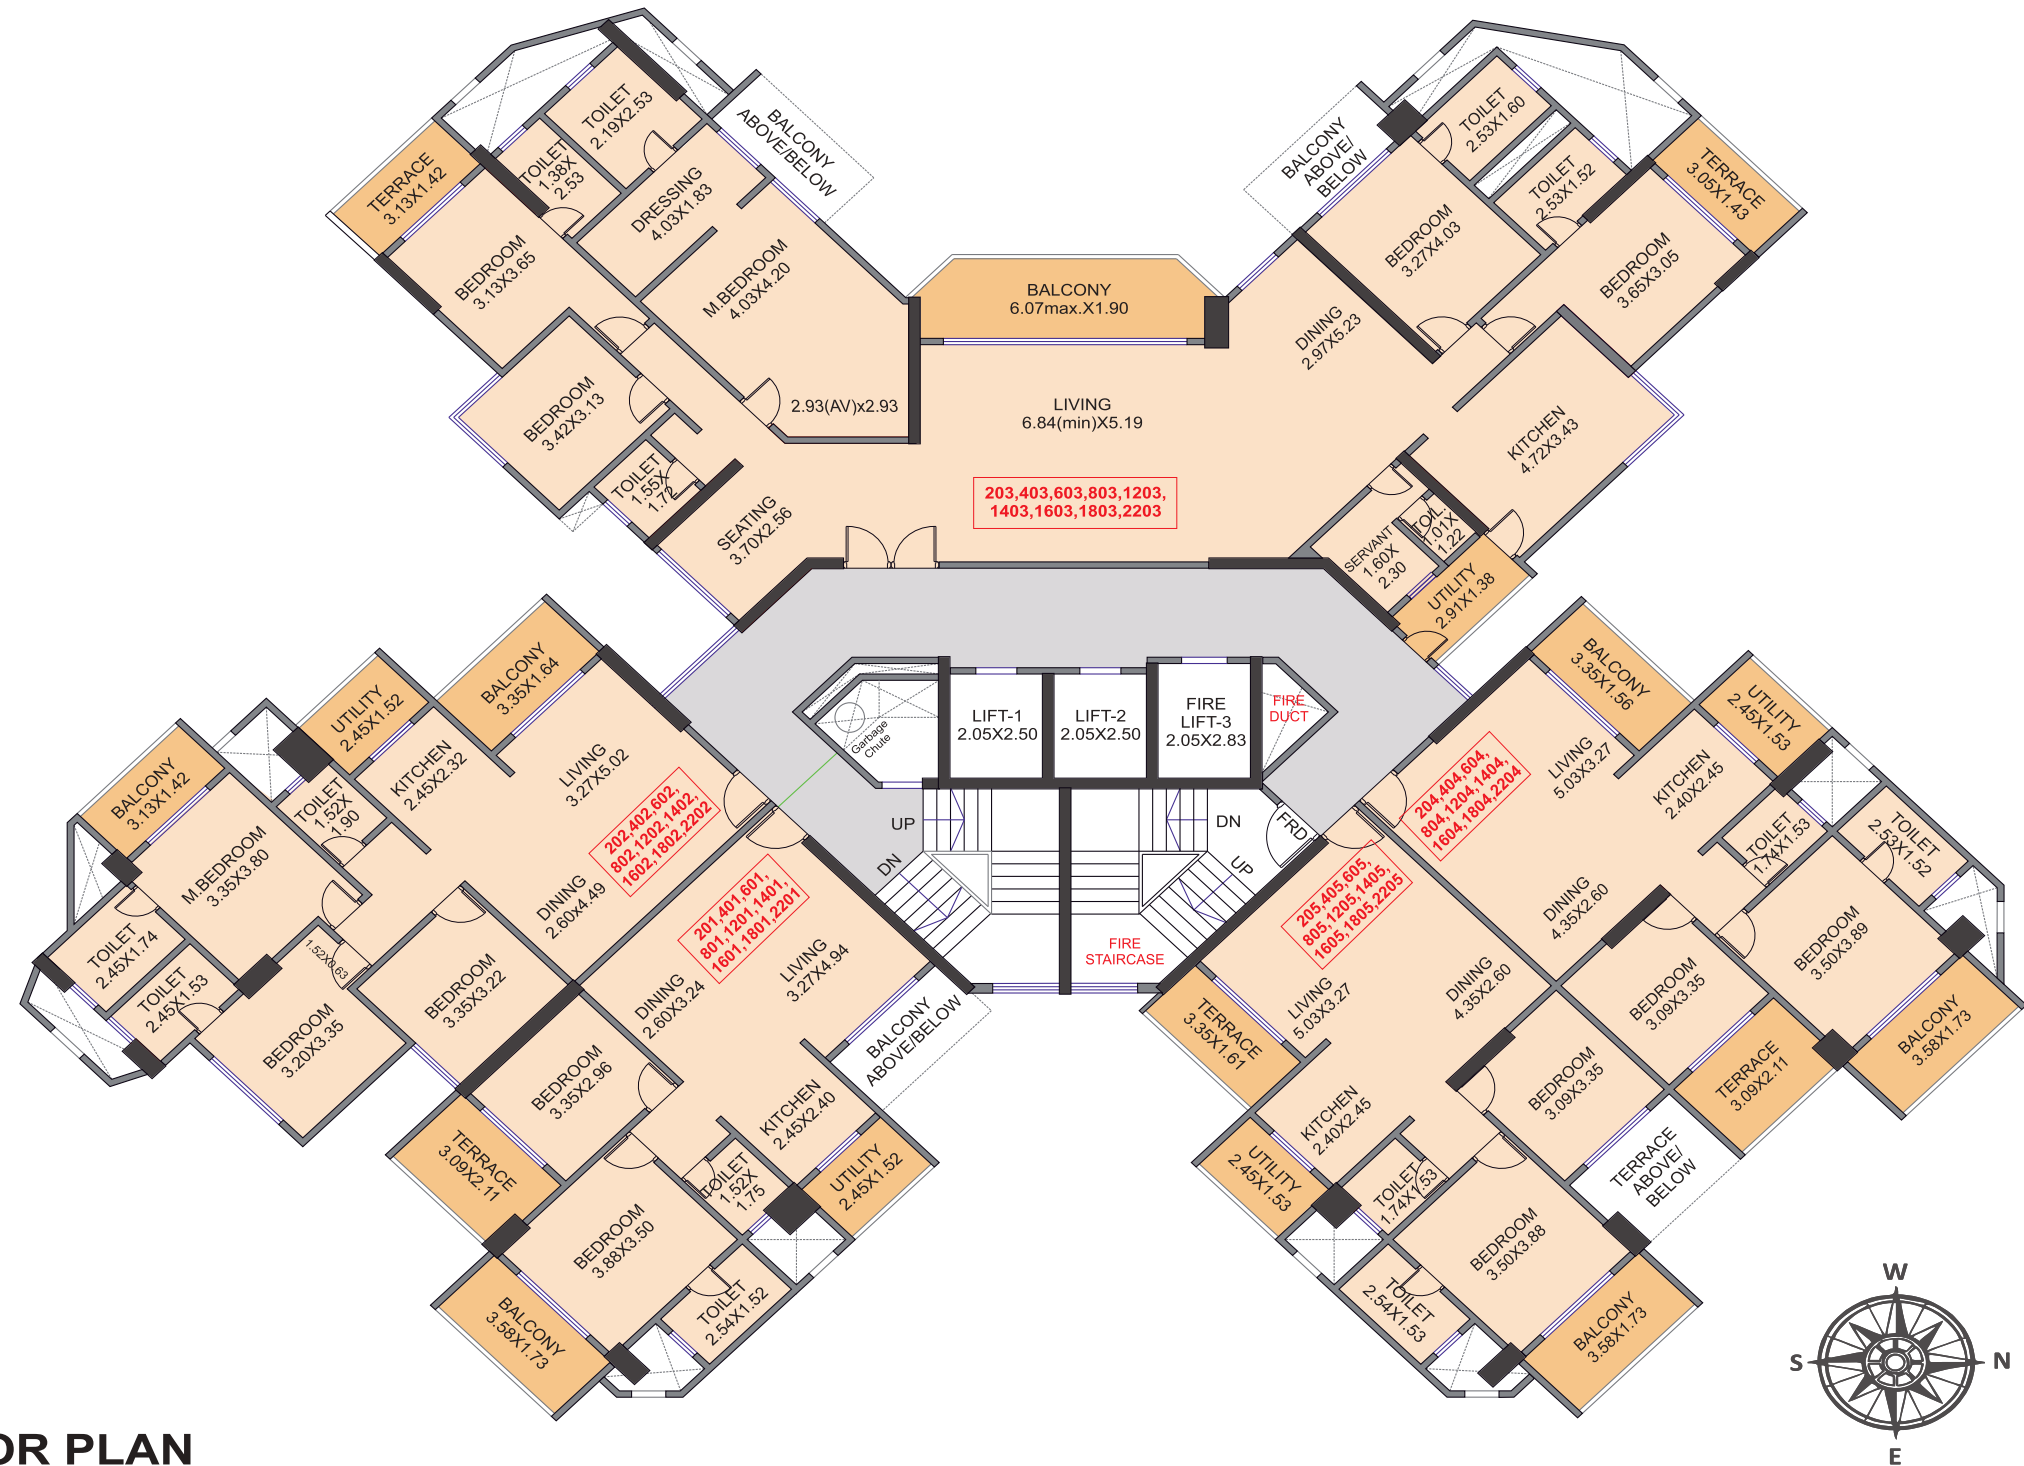 TOILET
2.19X2.53
TOILET
1.38X
2.53
TERRACE
3.13X1.42
BALCONY
ABOVE/BELOW
DRESSING
4.03X1.83
BEDROOM
3.13X3.65
M.BEDROOM
4.03X4.20
BEDROOM
3.42X3.13
2.93(AV)x2.93
TOILET
1.55X
1.72
SEATING
3.70X2.56
BALCONY
6.07max.X1.90
LIVING
6.84(min)X5.19
203,403,603,803,1203,
1403,1603,1803,2203
DINING
2.97X5.23
BALCONY
ABOVE/
BELOW
TOILET
2.53X1.60
TOILET
2.53X1.52
TERRACE
3.05X1.43
BEDROOM
3.27X4.03
BEDROOM
3.65X3.05
KITCHEN
4.72X3.43
TOIL.
1.01X
1.22
SERVANT
1.60X
2.30
UTILITY
2.91X1.38
BALCONY
3.35X1.64
UTILITY
2.45X1.52
BALCONY
3.13X1.42
KITCHEN
2.45X2.32
LIVING
3.27X5.02
TOILET
1.52X
1.90
M.BEDROOM
3.35X3.80
202,402,602,
802,1202,1402,
1602,1802,2202
DINING
2.60x4.49
TOILET
2.45X1.74
TOILET
2.45X1.53
1.52X0.63
BEDROOM
3.20X3.35
BEDROOM
3.35X3.22
201,401,601,
801,1201,1401,
1601,1801,2201
LIVING
3.27X4.94
DINING
2.60X3.24
BALCONY
ABOVE/BELOW
BEDROOM
3.35X2.96
KITCHEN
2.45X2.40
TERRACE
3.09X2.11
TOILET
1.52X
1.75
UTILITY
2.45X1.52
BEDROOM
3.88X3.50
BALCONY
3.58X1.73
TOILET
2.54X1.52
Garbage
Chute
LIFT-1
2.05X2.50
LIFT-2
2.05X2.50
FIRE
LIFT-3
2.05X2.83
FIRE
DUCT
UP
DN
DN
UP
FRD
FIRE
STAIRCASE
BALCONY
3.35X1.56
UTILITY
2.45X1.53
LIVING
5.03X3.27
KITCHEN
2.40X2.45
204,404,604,
804,1204,1404,
1604,1804,2204
TOILET
1.74X1.53
TOILET
2.53X1.52
DINING
4.35X2.60
BEDROOM
3.50X3.89
BEDROOM
3.09X3.35
TERRACE
3.09X2.11
BALCONY
3.58X1.73
205,405,605,
805,1205,1405,
1605,1805,2205
DINING
4.35X2.60
LIVING
5.03X3.27
TERRACE
3.35X1.61
BEDROOM
3.09X3.35
KITCHEN
2.40X2.45
TERRACE
ABOVE/
BELOW
UTILITY
2.45X1.53
TOILET
1.74X1.53
BEDROOM
3.50X3.88
TOILET
2.54X1.53
BALCONY
3.58X1.73
W
S
N
E
OR PLAN